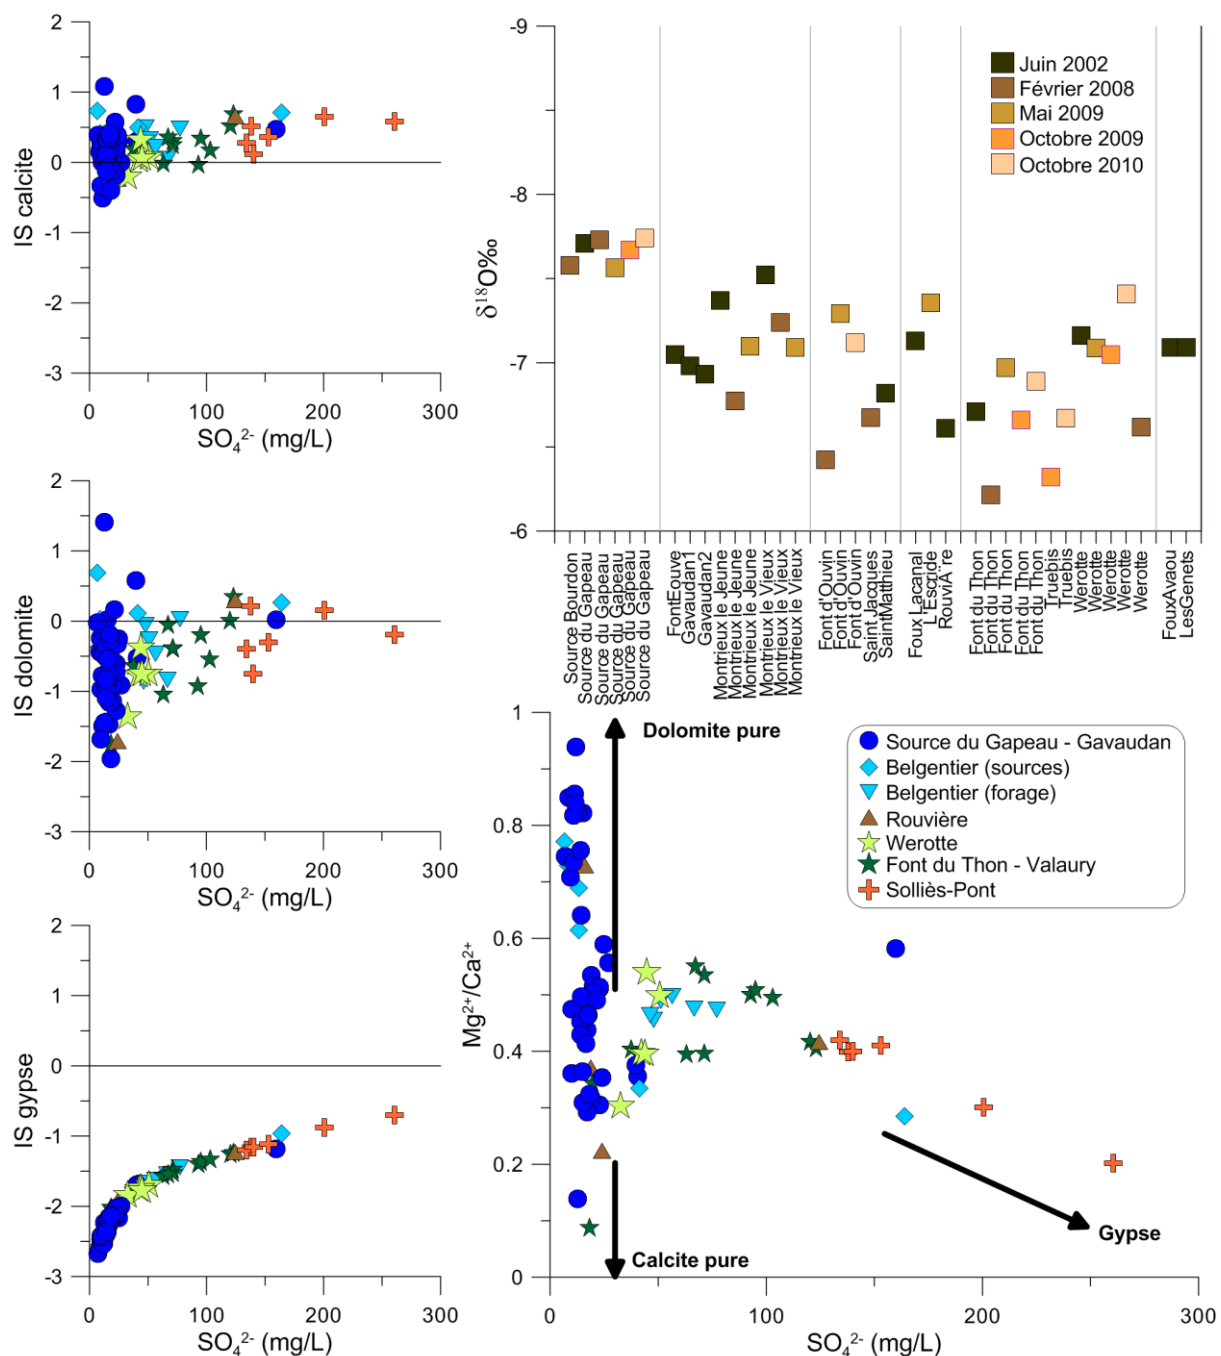 2
1
0
-1
-2
-3
IS calcite
0
100
200
300
SO₄²⁻ (mg/L)
2
1
0
-1
-2
-3
IS dolomite
0
100
200
300
SO₄²⁻ (mg/L)
2
1
0
-1
-2
-3
IS gypse
0
100
200
300
SO₄²⁻ (mg/L)
-9
-8
-7
-6
δ¹⁸O‰
Juin 2002
Février 2008
Mai 2009
Octobre 2009
Octobre 2010
Source Bourdon
Source du Gapeau
Source du Gapeau
Source du Gapeau
Source du Gapeau
Source du Gapeau
FontEouve
Gavaudan1
Gavaudan2
Montrieux le Jeune
Montrieux le Jeune
Montrieux le Jeune
Montrieux le Vieux
Montrieux le Vieux
Montrieux le Vieux
Font d'Ouvin
Font d'Ouvin
Font d'Ouvin
Saint Jacques
SaintMatthieu
Foux Lacanal
L'Escride
RouviÃ¨re
Font du Thon
Font du Thon
Font du Thon
Font du Thon
Font du Thon
Truebis
Truebis
Werotte
Werotte
Werotte
Werotte
Werotte
FouxAvaou
LesGenets
1
0.8
0.6
0.4
0.2
0
Mg²⁺/Ca²⁺
Dolomite pure
Source du Gapeau - Gavaudan
Belgentier (sources)
Belgentier (forage)
Rouvière
Werotte
Font du Thon - Valaury
Solliès-Pont
Gypse
Calcite pure
0
100
200
300
SO₄²⁻ (mg/L)